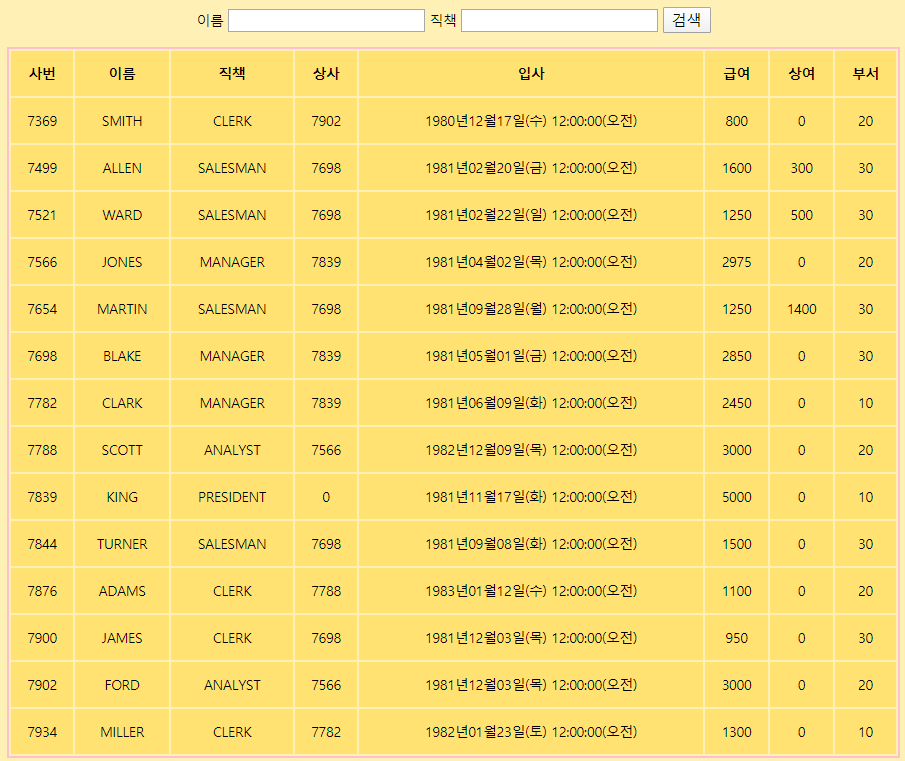 이름 직책 검색
사번 이름 직책 상사 입사 급여 상여 부서
7369 SMITH CLERK 7902 1980년12월17일(수) 12:00:00(오전) 800 0 20
7499 ALLEN SALESMAN 7698 1981년02월20일(금) 12:00:00(오전) 1600 300 30
7521 WARD SALESMAN 7698 1981년02월22일(일) 12:00:00(오전) 1250 500 30
7566 JONES MANAGER 7839 1981년04월02일(목) 12:00:00(오전) 2975 0 20
7654 MARTIN SALESMAN 7698 1981년09월28일(월) 12:00:00(오전) 1250 1400 30
7698 BLAKE MANAGER 7839 1981년05월01일(금) 12:00:00(오전) 2850 0 30
7782 CLARK MANAGER 7839 1981년06월09일(화) 12:00:00(오전) 2450 0 10
7788 SCOTT ANALYST 7566 1982년12월09일(목) 12:00:00(오전) 3000 0 20
7839 KING PRESIDENT 0 1981년11월17일(화) 12:00:00(오전) 5000 0 10
7844 TURNER SALESMAN 7698 1981년09월08일(화) 12:00:00(오전) 1500 0 30
7876 ADAMS CLERK 7788 1983년01월12일(수) 12:00:00(오전) 1100 0 20
7900 JAMES CLERK 7698 1981년12월03일(목) 12:00:00(오전) 950 0 30
7902 FORD ANALYST 7566 1981년12월03일(목) 12:00:00(오전) 3000 0 20
7934 MILLER CLERK 7782 1982년01월23일(토) 12:00:00(오전) 1300 0 10